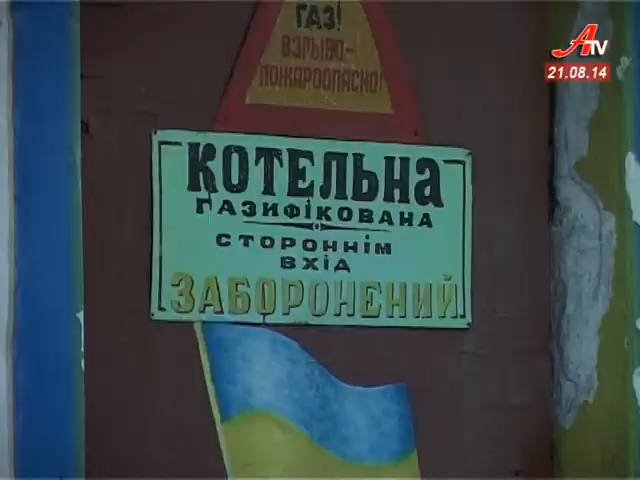 ГАЗ!
ВЗРЫВО-
ПОЖАРООПАСНО!
КОТЕЛЬНА
ГАЗИФІКОВАНА
СТОРОННІМ
ВХІД
ЗАБОРОНЕНИЙ
ATV
21.08.14